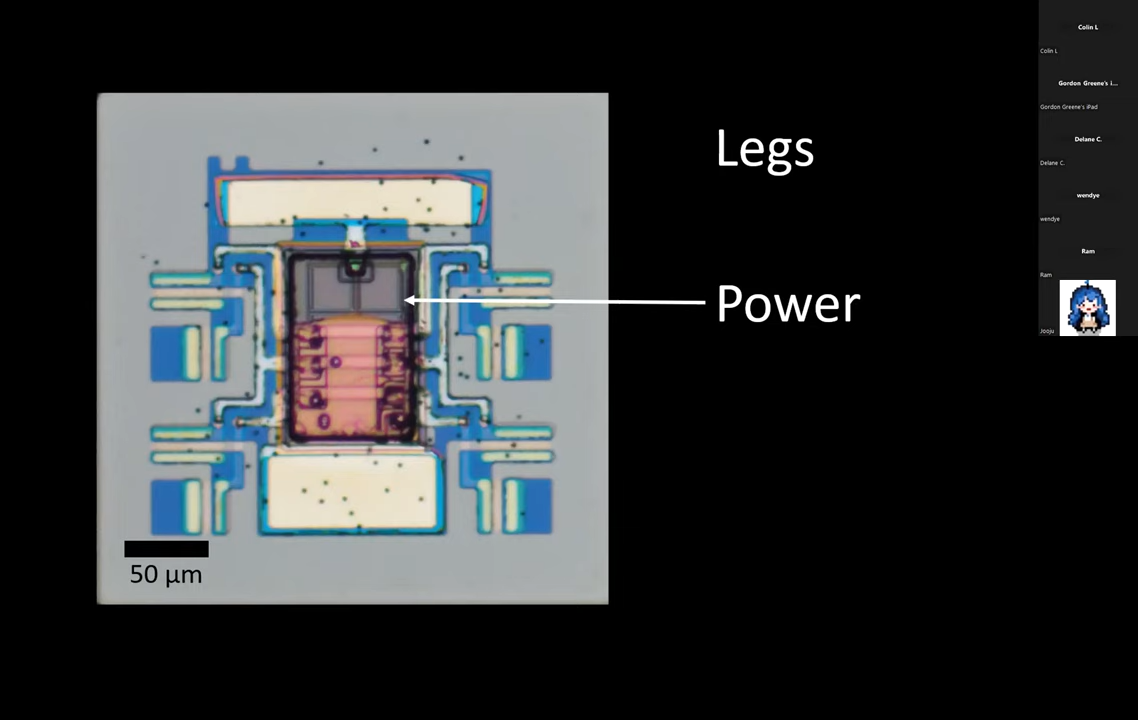 Legs
Power
50 µm
Colin L
Colin L
Gordon Greene's i...
Gordon Greene's iPad
Delane C.
Delane C.
wendye
wendye
Ram
Ram
Jooju